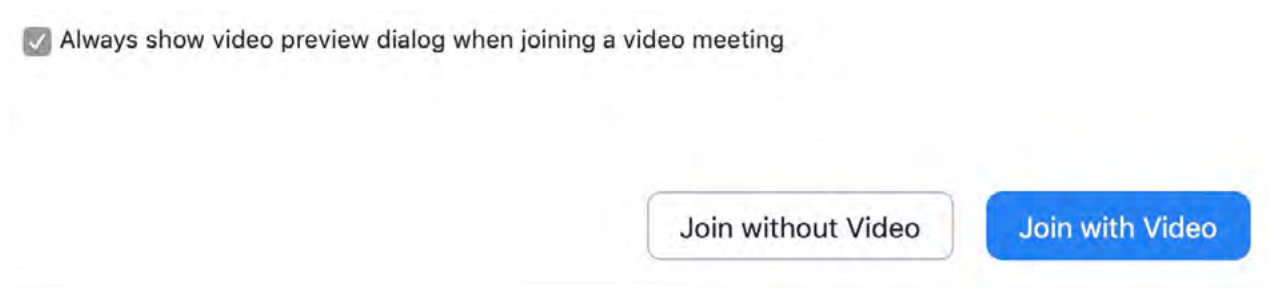 Always show video preview dialog when joining a video meeting
Join without Video
Join with Video